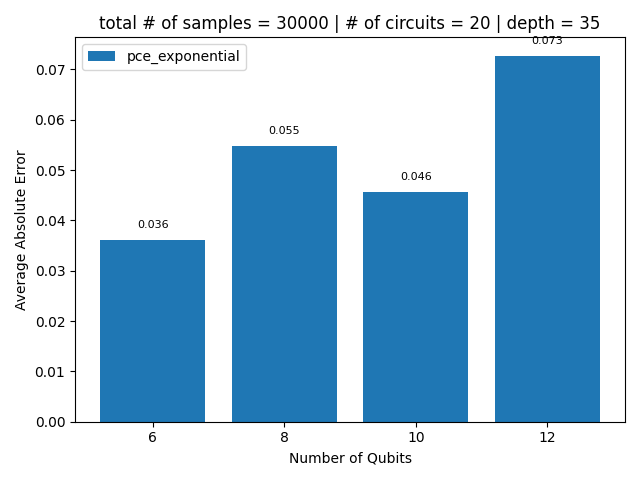 total # of samples = 30000 | # of circuits = 20 | depth = 35
pce_exponential
0.073
0.055
0.046
0.036
Average Absolute Error
0.07
0.06
0.05
0.04
0.03
0.02
0.01
0.00
6 8 10 12
Number of Qubits